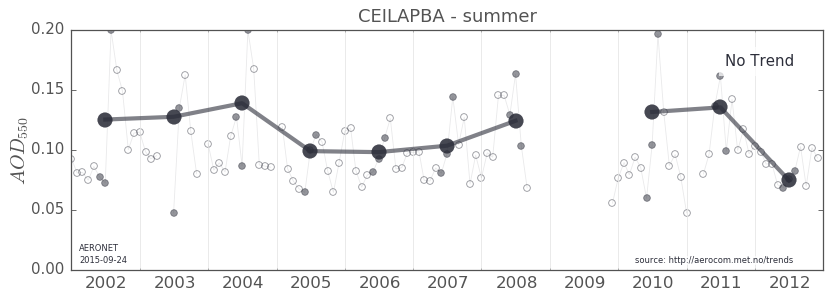 CEILAPBA - summer
No Trend
AOD550
0.20
0.15
0.10
0.05
0.00
AERONET
2015-09-24
source: http://aerocom.met.no/trends
2002 2003 2004 2005 2006 2007 2008 2009 2010 2011 2012